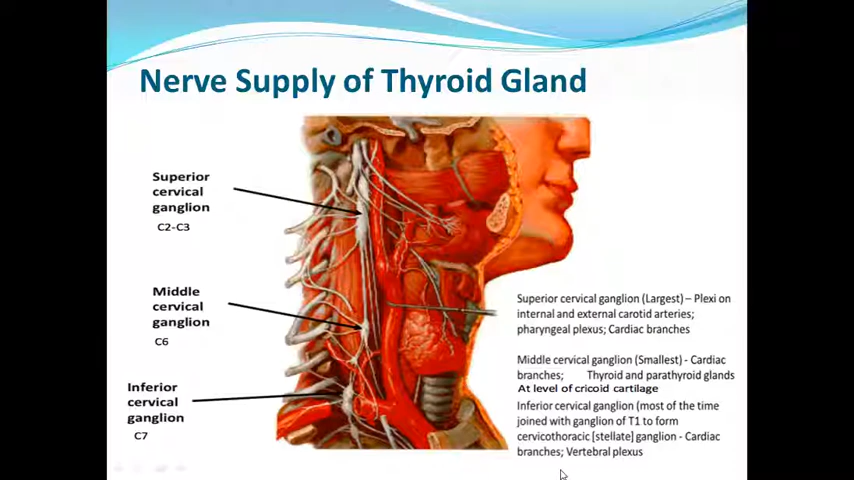 Nerve Supply of Thyroid Gland
Superior
cervical
ganglion
C2-C3
Middle
cervical
ganglion
C6
Inferior
cervical
ganglion
C7
Superior cervical ganglion (Largest) – Plexi on
internal and external carotid arteries;
pharyngeal plexus; Cardiac branches
Middle cervical ganglion (Smallest) - Cardiac
branches; Thyroid and parathyroid glands
At level of cricoid cartilage
Inferior cervical ganglion (most of the time
joined with ganglion of T1 to form
cervicothoracic [stellate] ganglion - Cardiac
branches; Vertebral plexus